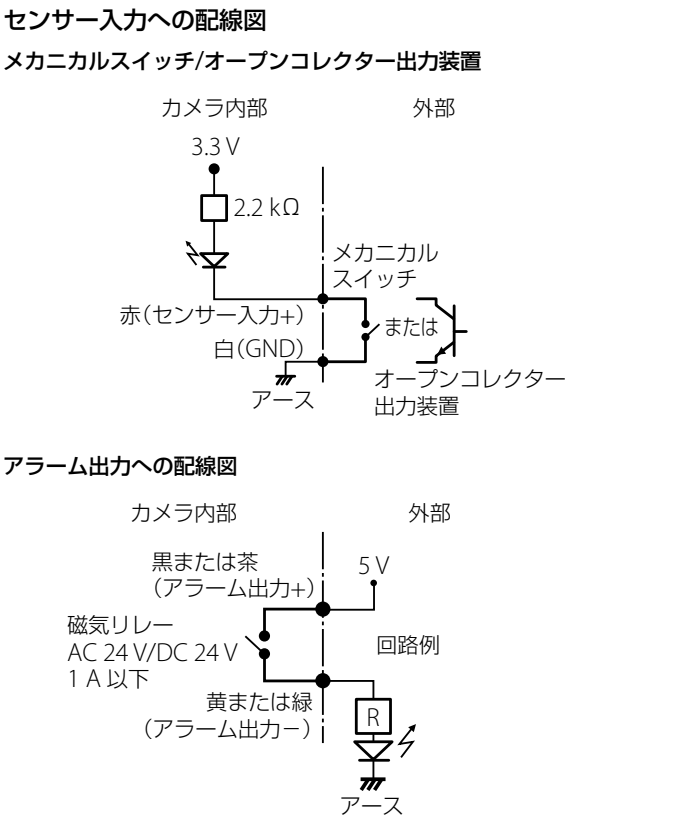 センサー入力への配線図
メカニカルスイッチ/オープンコレクター出力装置
カメラ内部
外部
3.3 V
2.2 kΩ
メカニカル
スイッチ
赤(センサー入力+)
または
白(GND)
アース
オープンコレクター
出力装置
アラーム出力への配線図
カメラ内部
外部
黒または茶
(アラーム出力+)
5 V
磁気リレー
AC 24 V/DC 24 V
1 A 以下
回路例
黄または緑
(アラーム出力−)
R
アース